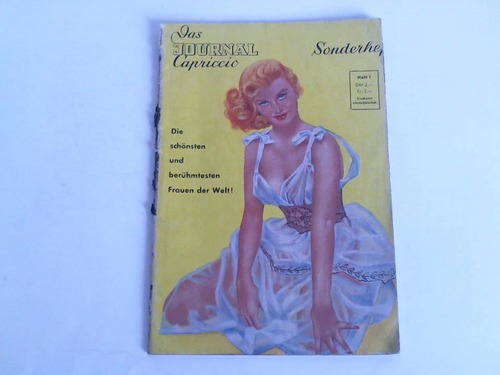 Das
JOURNAL
Capriccio
Sonderhef
Heft 1
Die
schönsten
und
berühmtesten
Frauen der Welt!